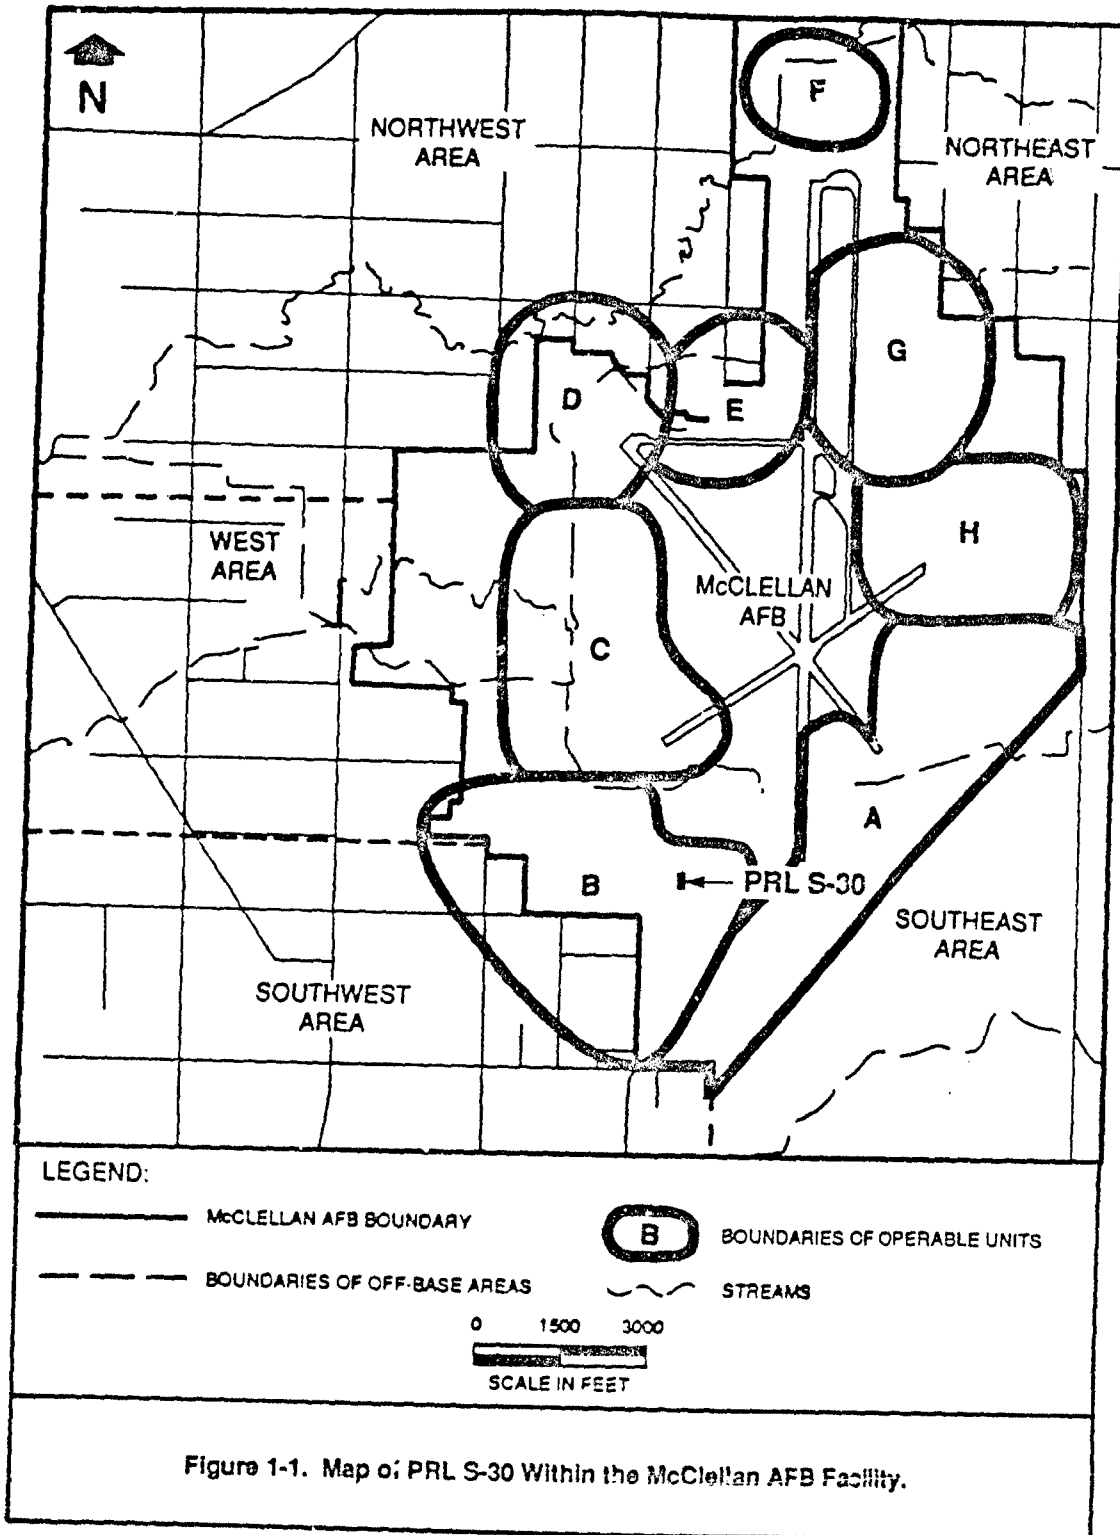 N
NORTHWEST
AREA
F
NORTHEAST
AREA
G
D
E
H
WEST
AREA
McCLELLAN
AFB
C
A
B
PRL S-30
SOUTHEAST
AREA
SOUTHWEST
AREA
LEGEND:
McCLELLAN AFB BOUNDARY
B
BOUNDARIES OF OPERABLE UNITS
BOUNDARIES OF OFF-BASE AREAS
STREAMS
0 1500 3000
SCALE IN FEET
Figure 1-1. Map of PRL S-30 Within the McClellan AFB Facility.